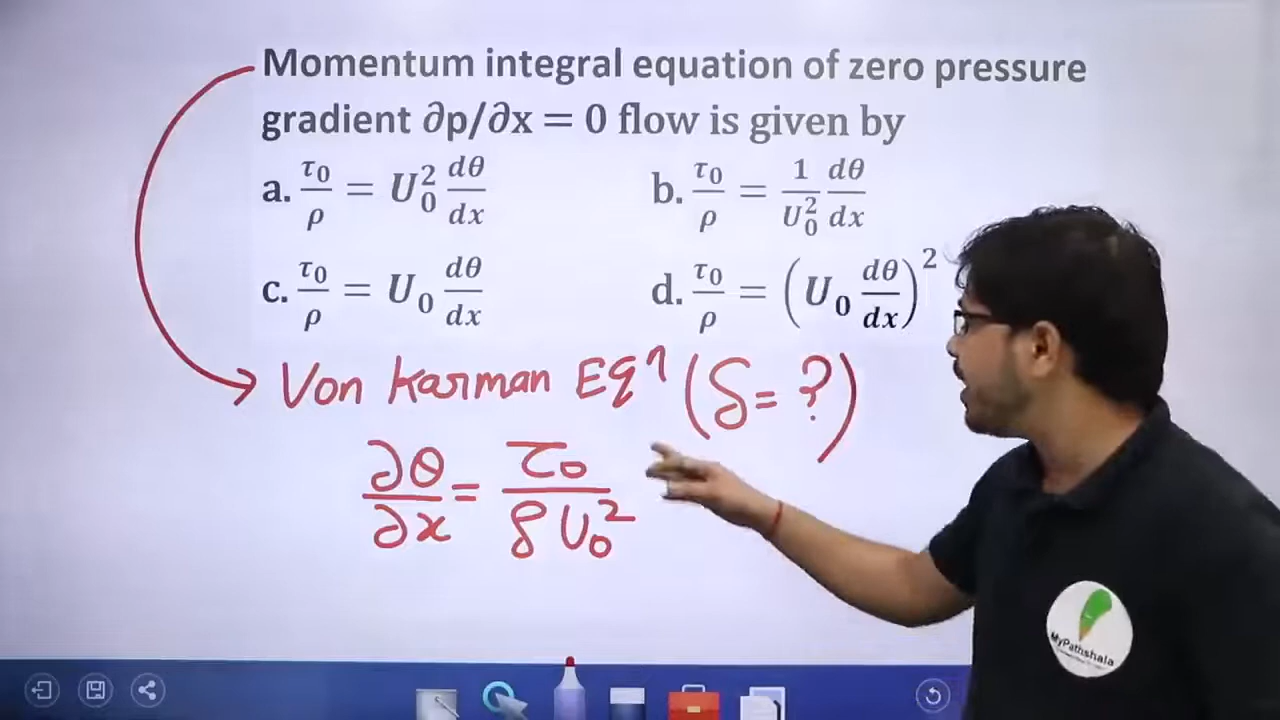 Momentum integral equation of zero pressure
gradient ∂p/∂x = 0 flow is given by
a. τ₀/ρ = U₀² dθ/dx
b. τ₀/ρ = 1/U₀² dθ/dx
c. τ₀/ρ = U₀ dθ/dx
d. τ₀/ρ = (U₀ dθ/dx)²
Von Karman Eqⁿ (δ = ?)
∂θ/∂x = τ₀/ρU₀²
MyPathshala